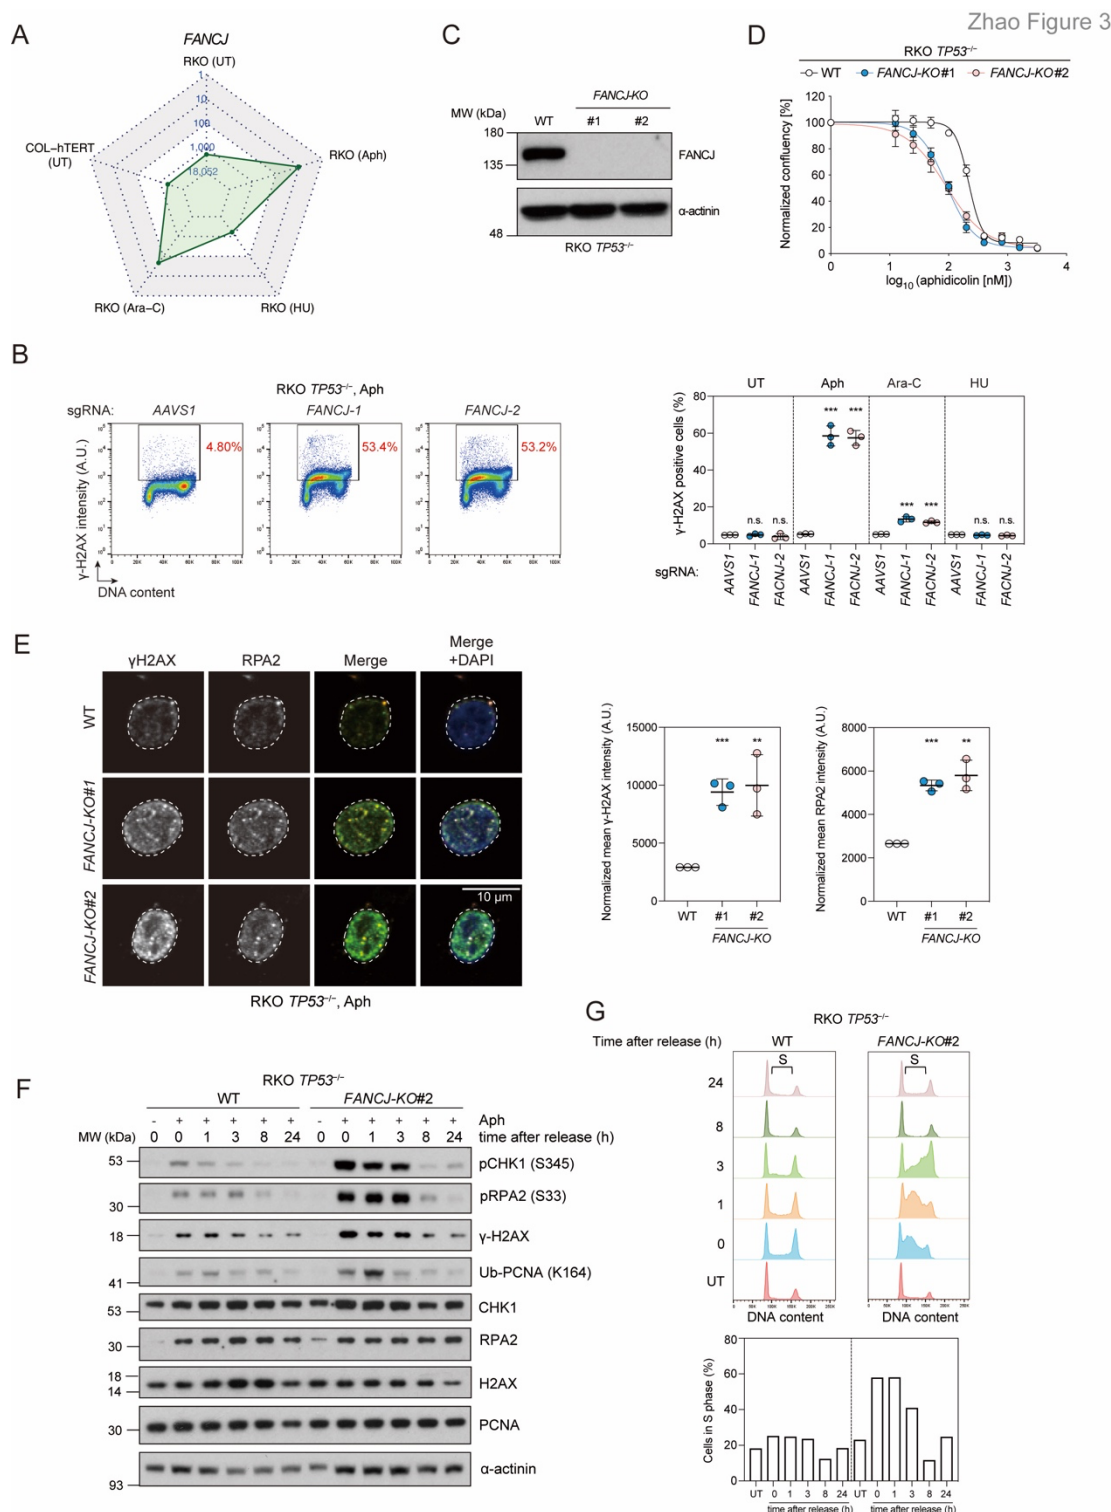 Zhao Figure 3
A
FANCJ
RKO (UT)
1
10
100
1,000
18,052
COL–hTERT
(UT)
RKO (Aph)
RKO (Ara–C)
RKO (HU)
C
FANCJ-KO
MW (kDa)
WT
#1
#2
180
135
48
FANCJ
α-actinin
RKO TP53–/–
D
RKO TP53–/–
WT
FANCJ-KO#1
FANCJ-KO#2
Normalized confluency [%]
120
100
80
60
40
20
0
0
1
2
3
4
log10 (aphidicolin [nM])
B
RKO TP53–/–, Aph
sgRNA:
AAVS1
FANCJ-1
FANCJ-2
4.80%
53.4%
53.2%
γ-H2AX intensity (A.U.)
DNA content
UT
Aph
Ara-C
HU
γ-H2AX positive cells (%)
80
60
40
20
0
n.s.
n.s.
***
***
***
***
n.s.
n.s.
sgRNA:
AAVS1
FANCJ-1
FACNJ-2
AAVS1
FANCJ-1
FACNJ-2
AAVS1
FANCJ-1
FACNJ-2
AAVS1
FANCJ-1
FACNJ-2
E
γH2AX
RPA2
Merge
Merge
+DAPI
WT
FANCJ-KO#1
FANCJ-KO#2
10 µm
RKO TP53–/–, Aph
Normalized mean γ-H2AX intensity (A.U.)
15000
10000
5000
0
***
**
WT
#1
#2
FANCJ-KO
Normalized mean RPA2 intensity (A.U.)
8000
6000
4000
2000
0
***
**
WT
#1
#2
FANCJ-KO
F
RKO TP53–/–
WT
FANCJ-KO#2
- + + + + + - + + + + + Aph
MW (kDa) 0 0 1 3 8 24 0 0 1 3 8 24 time after release (h)
53
pCHK1 (S345)
30
pRPA2 (S33)
18
γ-H2AX
41
Ub-PCNA (K164)
53
CHK1
30
RPA2
18
14
H2AX
30
PCNA
93
α-actinin
G
RKO TP53–/–
Time after release (h)
WT
FANCJ-KO#2
S
S
24
8
3
1
0
UT
DNA content
DNA content
Cells in S phase (%)
80
60
40
20
0
UT 0 1 3 8 24 UT 0 1 3 8 24
time after release (h)
time after release (h)